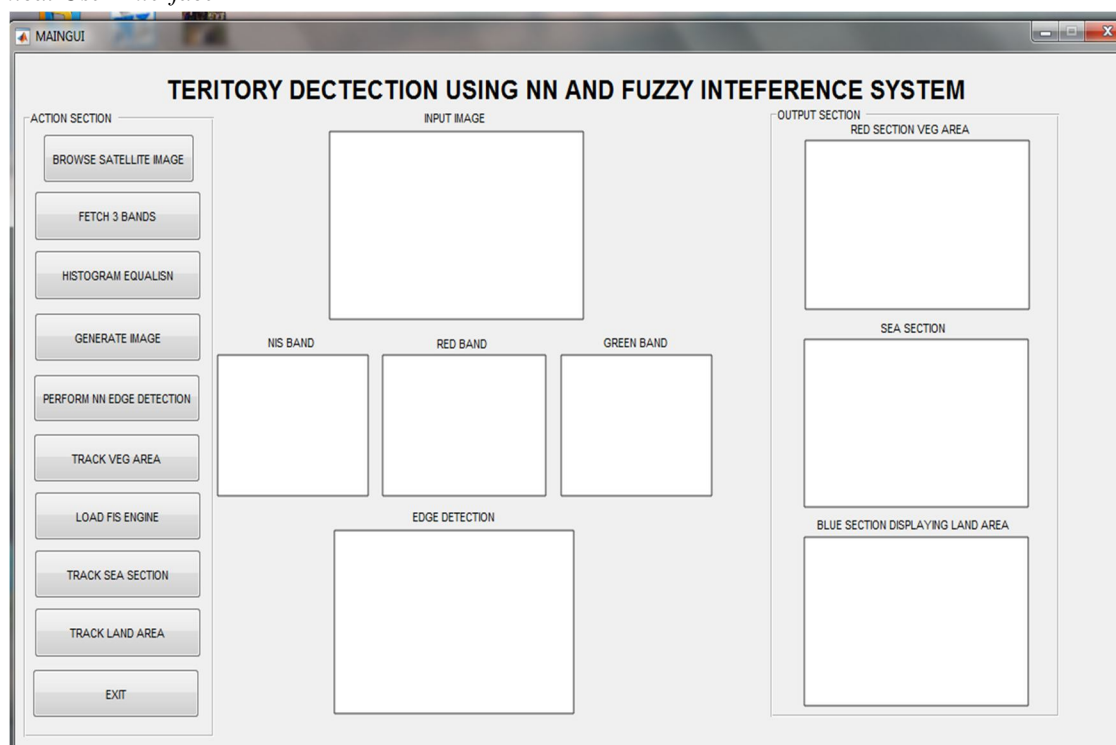 MAINGUI
TERITORY DECTECTION USING NN AND FUZZY INTEFERENCE SYSTEM
ACTION SECTION
BROWSE SATELLITE IMAGE
FETCH 3 BANDS
HISTOGRAM EQUALISN
GENERATE IMAGE
PERFORM NN EDGE DETECTION
TRACK VEG AREA
LOAD FIS ENGINE
TRACK SEA SECTION
TRACK LAND AREA
EXIT
INPUT IMAGE
NIS BAND
RED BAND
GREEN BAND
EDGE DETECTION
OUTPUT SECTION
RED SECTION VEG AREA
SEA SECTION
BLUE SECTION DISPLAYING LAND AREA